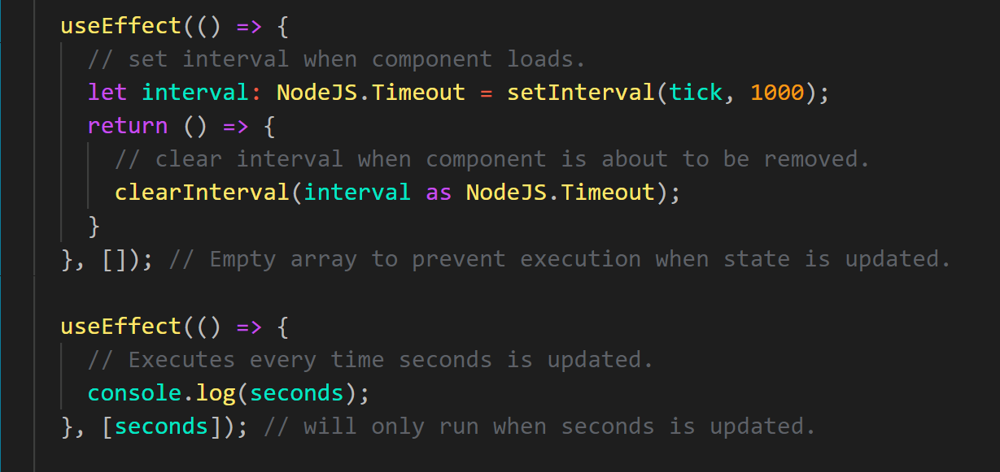 useEffect(() => {
  // set interval when component loads.
  let interval: NodeJS.Timeout = setInterval(tick, 1000);
  return () => {
    // clear interval when component is about to be removed.
    clearInterval(interval as NodeJS.Timeout);
  }
}, []); // Empty array to prevent execution when state is updated.

useEffect(() => {
  // Executes every time seconds is updated.
  console.log(seconds);
}, [seconds]); // will only run when seconds is updated.